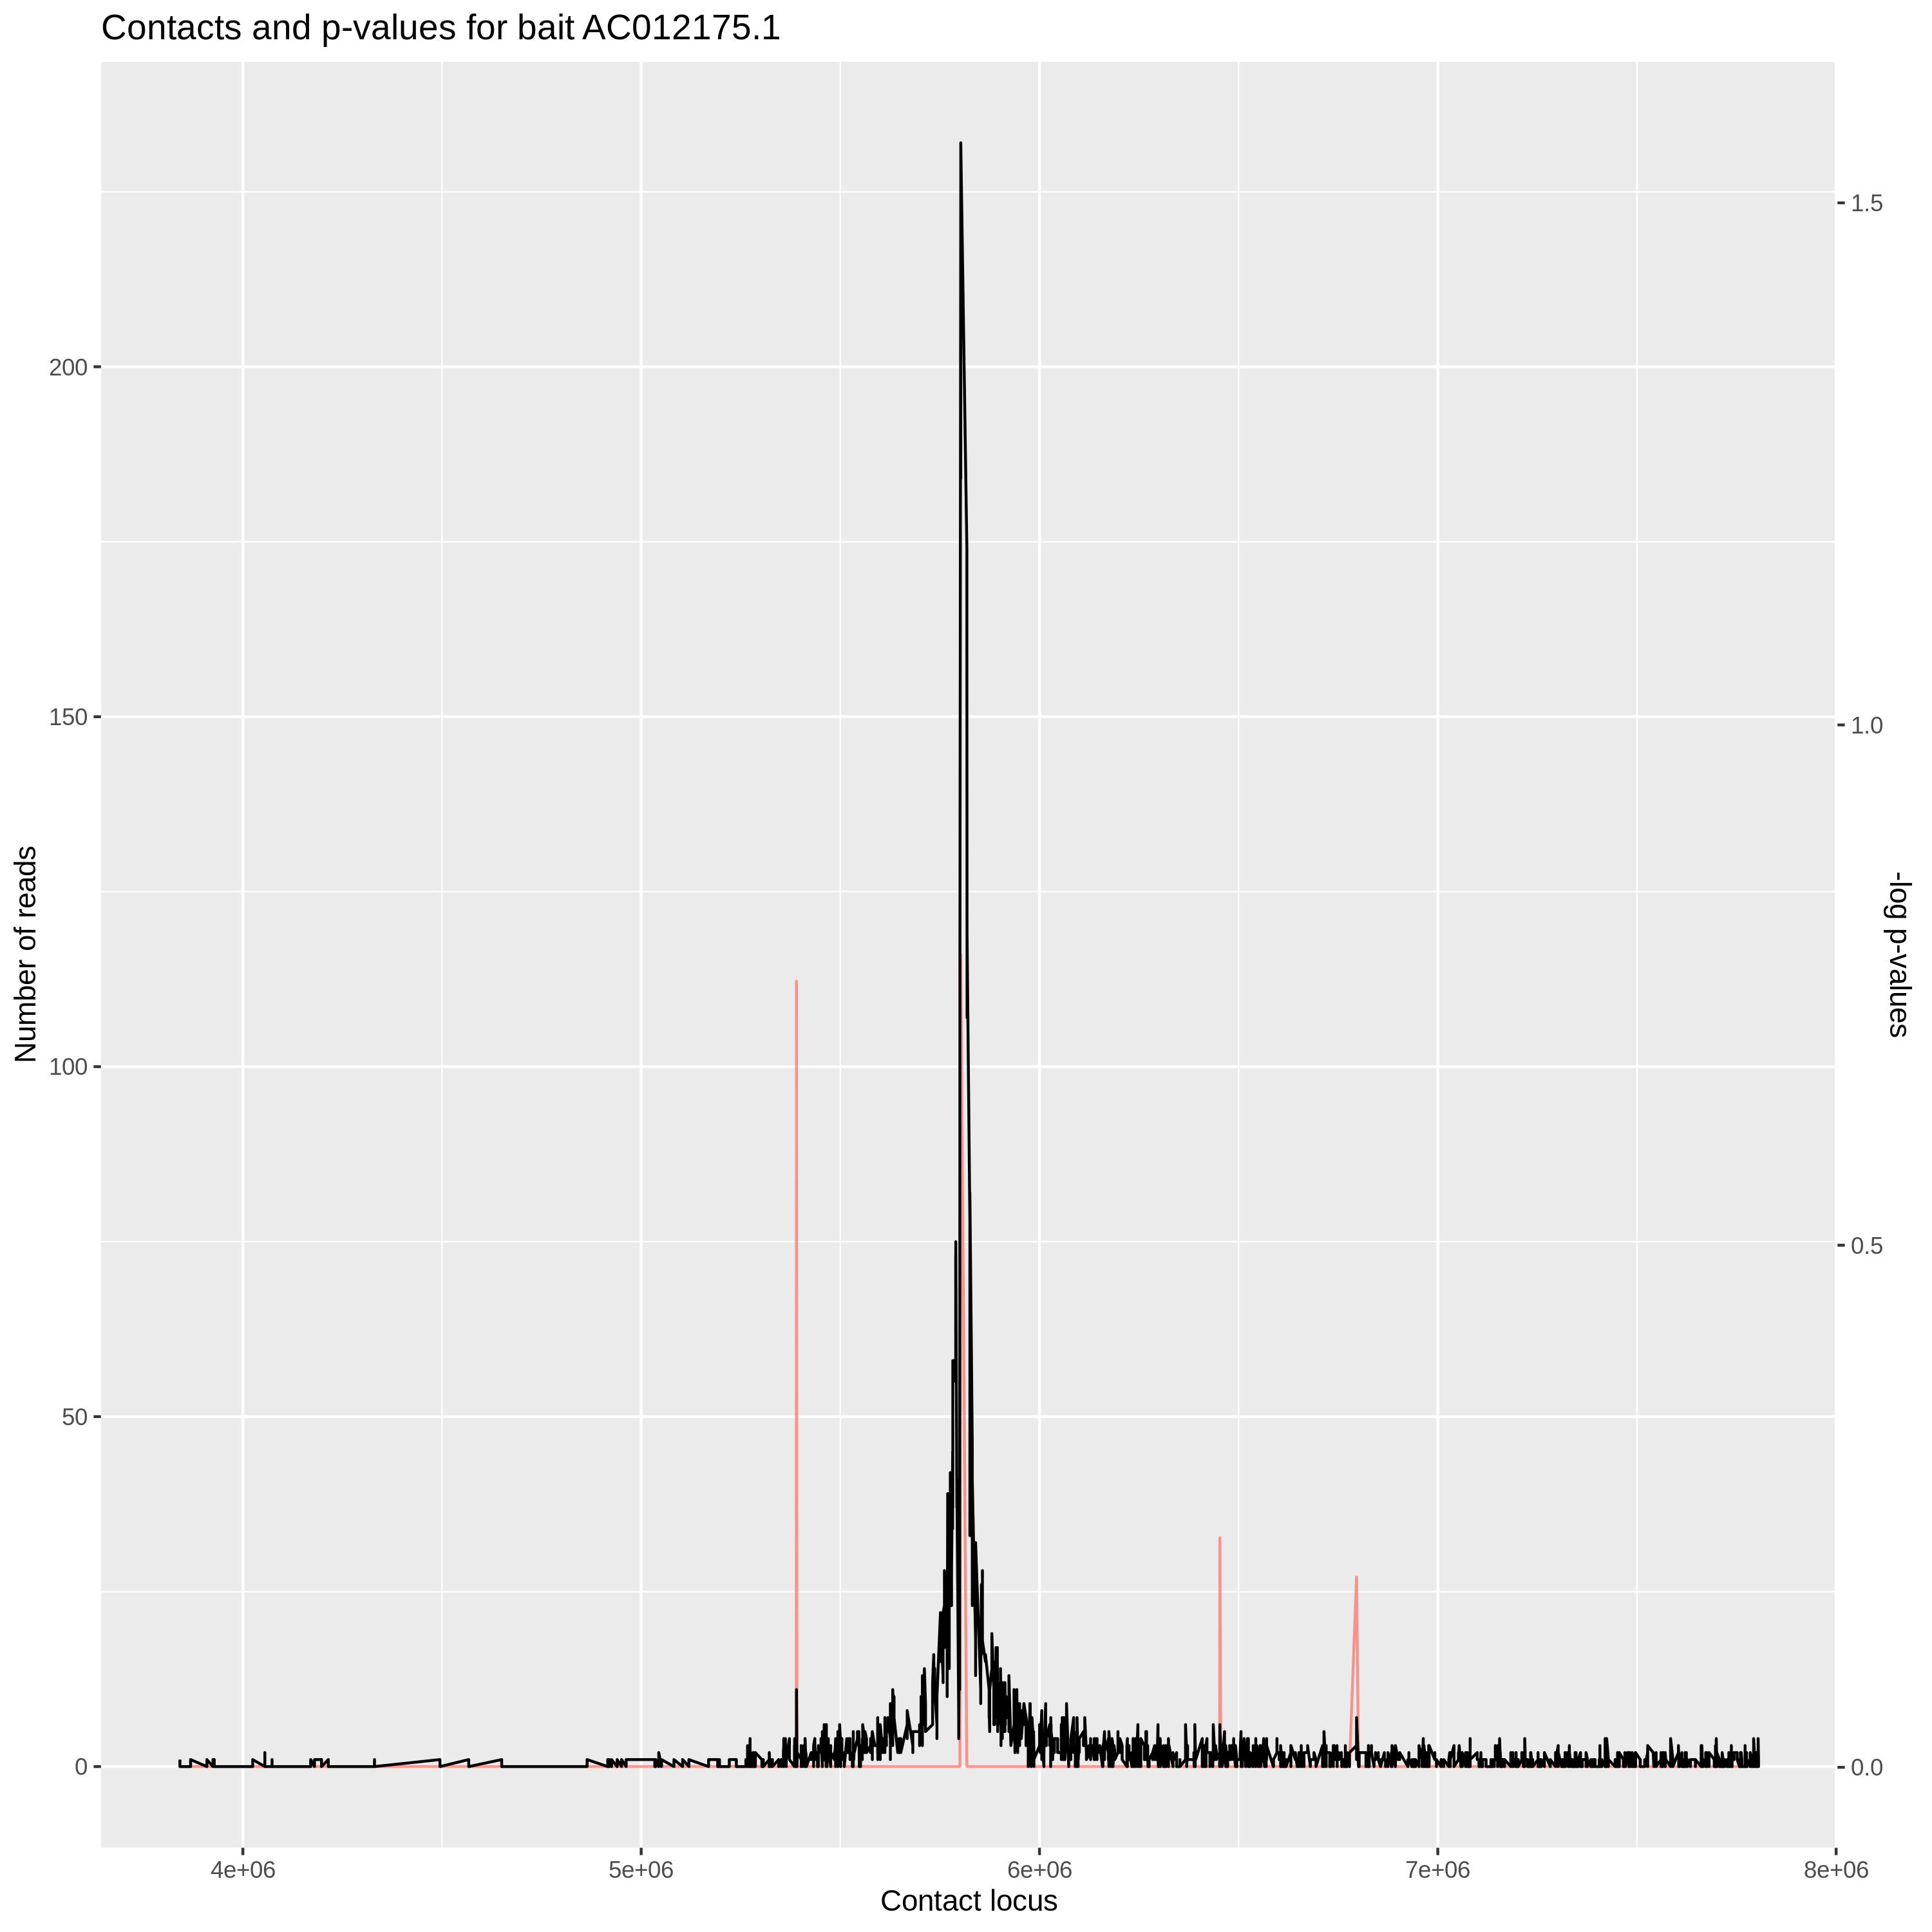 Contacts and p-values for bait AC012175.1
Number of reads
200
150
100
50
0
1.5
1.0
0.5
0.0
-log p-values
4e+06 5e+06 6e+06 7e+06 8e+06
Contact locus